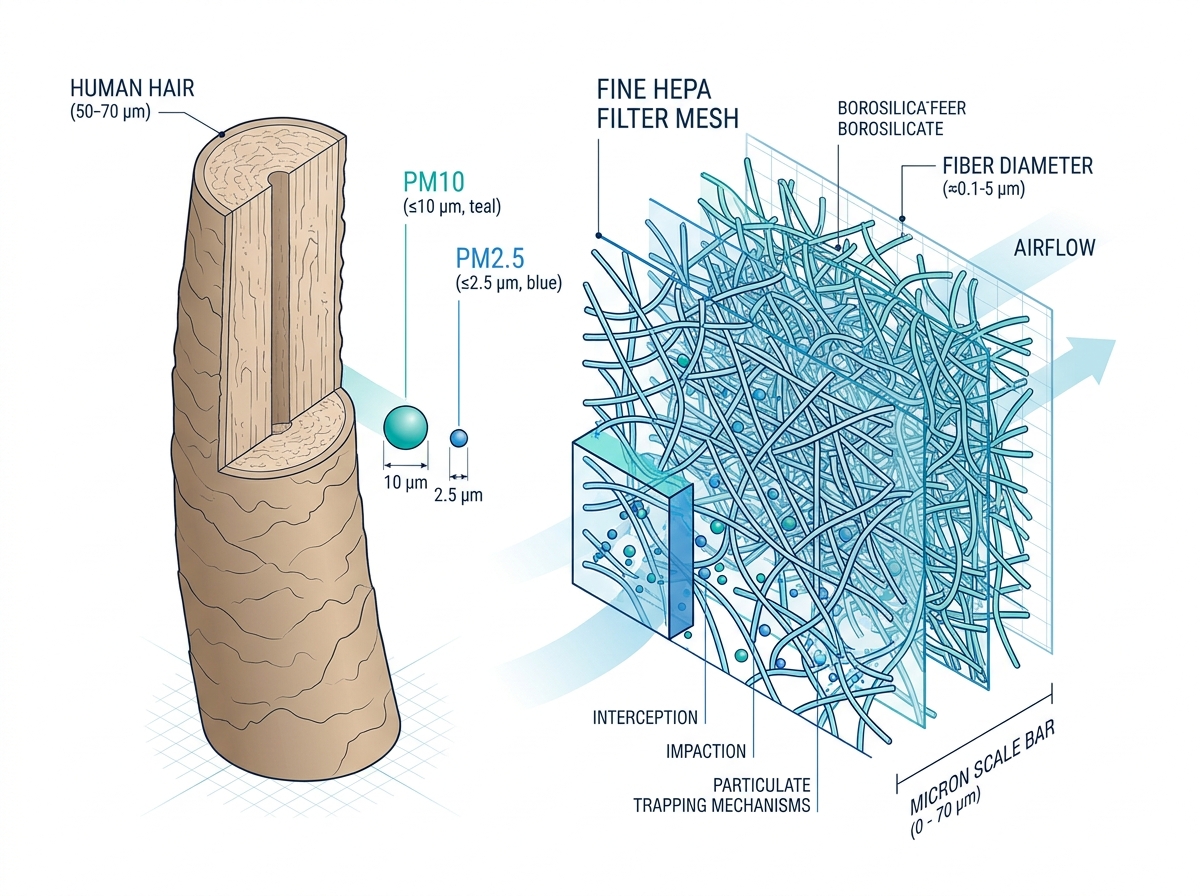 HUMAN HAIR
(50-70 µm)
PM10
(≤10 µm, teal)
PM2.5
(≤2.5 µm, blue)
10 µm
2.5 µm
FINE HEPA
FILTER MESH
BOROSILICA-FEER
BOROSILICATE
FIBER DIAMETER
(≈0.1-5 µm)
AIRFLOW
INTERCEPTION
IMPACTION
PARTICULATE
TRAPPING MECHANISMS
MICRON SCALE BAR
(0 - 70 µm)